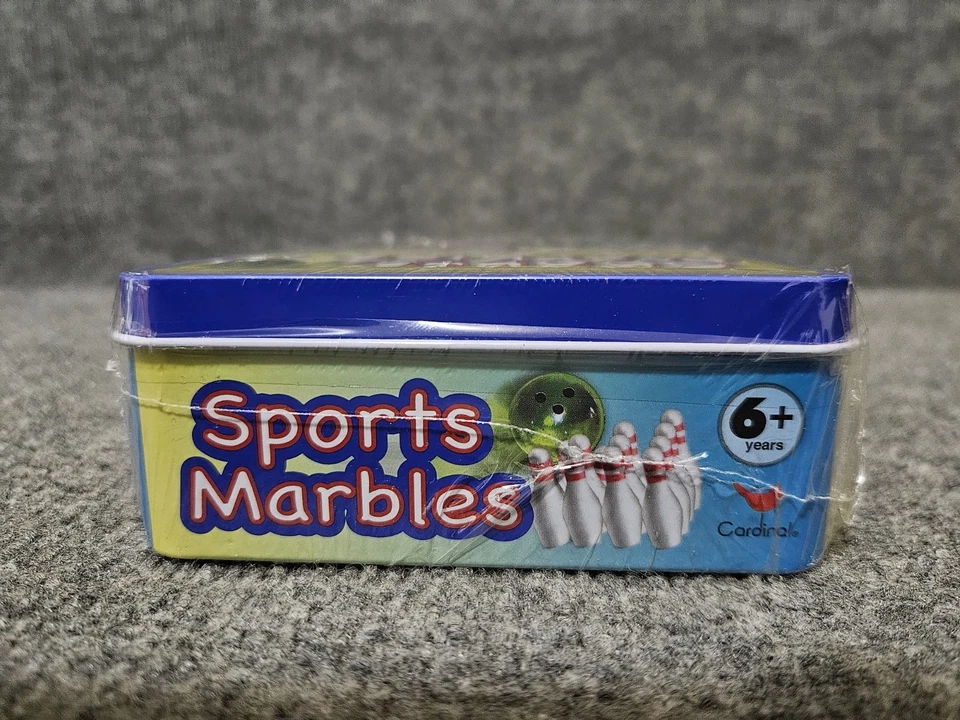 Sports
Marbles
6+
years
Cardinal